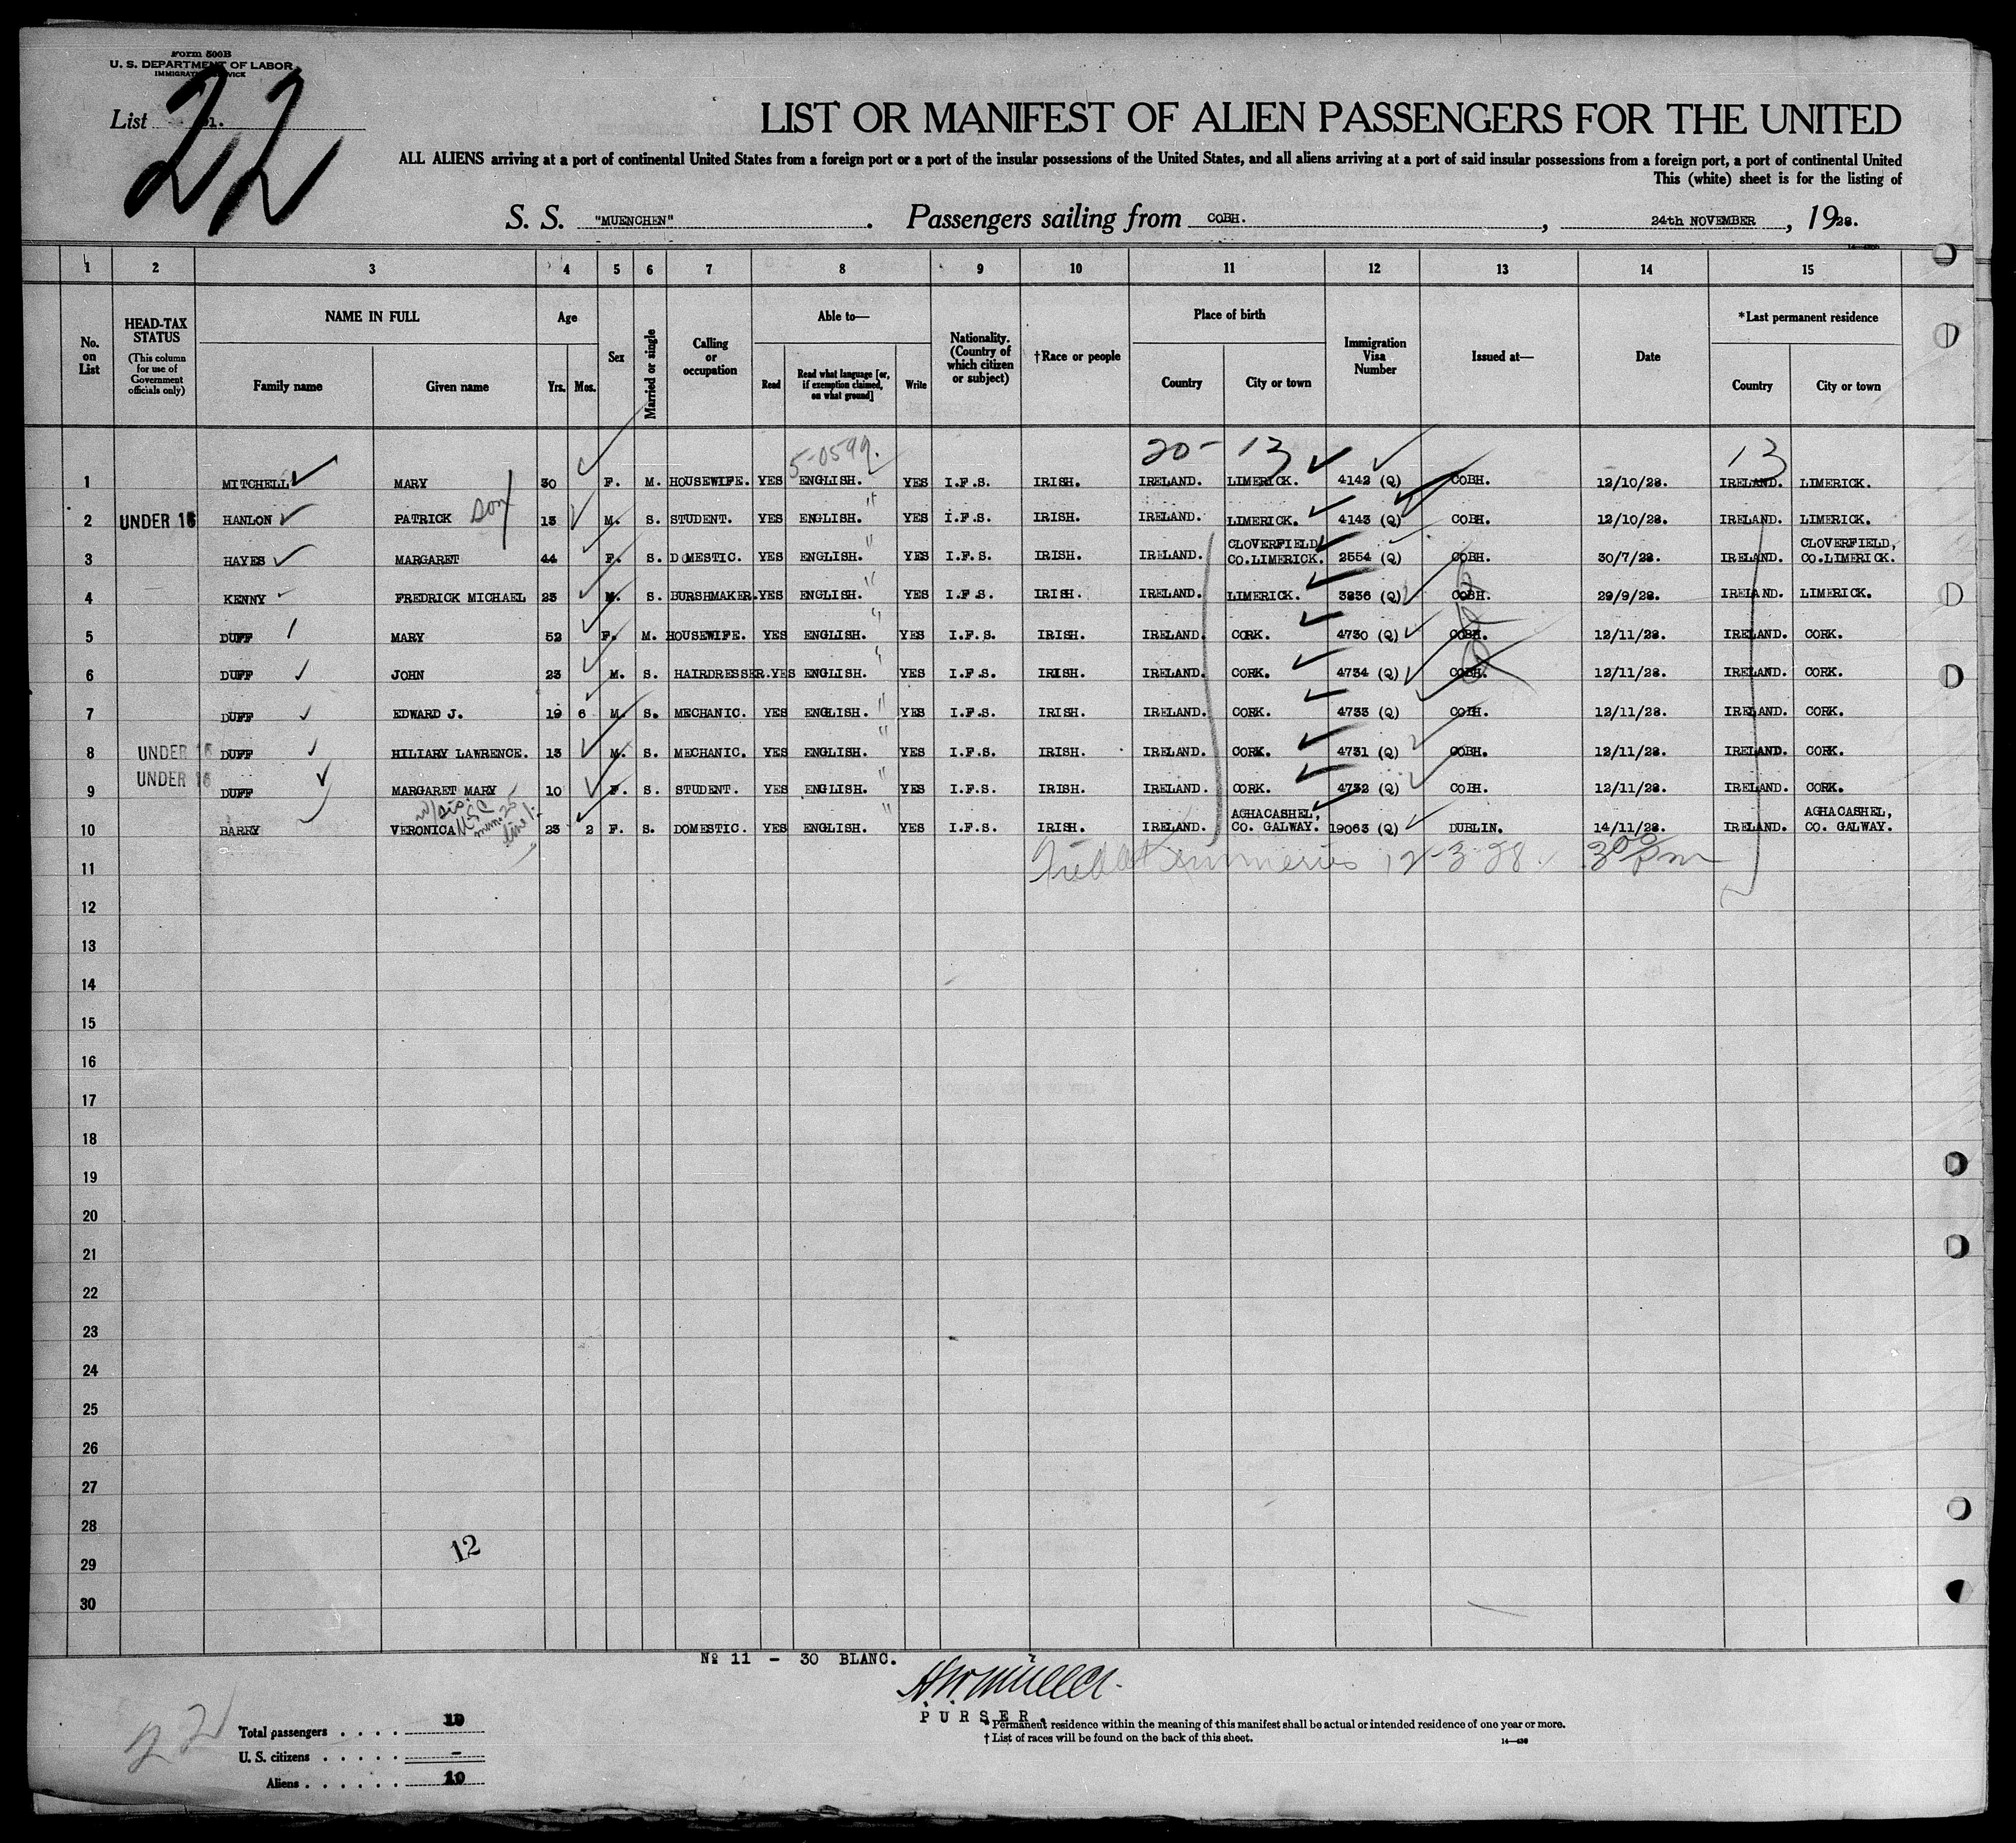 Form 500B
U. S. DEPARTMENT OF LABOR
IMMIGRATION SERVICE
List 1.
22
LIST OR MANIFEST OF ALIEN PASSENGERS FOR THE UNITED
ALL ALIENS arriving at a port of continental United States from a foreign port or a port of the insular possessions of the United States, and all aliens arriving at a port of said insular possessions from a foreign port, a port of continental United
This (white) sheet is for the listing of
S. S. "MUENCHEN". Passengers sailing from COBH., 24th NOVEMBER, 1928.
1 2 3 4 5 6 7 8 9 10 11 12 13 14 15
No. on List
HEAD-TAX STATUS (This column for use of Government officials only)
NAME IN FULL Family name Given name
Age Yrs. Mos.
Sex
Married or single
Calling or occupation
Able to— Read Read what language [or, if exemption claimed, on what ground] Write
Nationality. (Country of which citizen or subject)
†Race or people
Place of birth Country City or town
Immigration Visa Number
Issued at—
Date
*Last permanent residence Country City or town
5-0599. 20- 13 13
1 MITCHELL MARY 30 F. M. HOUSEWIFE. YES ENGLISH. YES I.F.S. IRISH. IRELAND. LIMERICK. 4142 (Q) COBH. 12/10/28. IRELAND. LIMERICK.
2 UNDER 16 HANLON PATRICK son 13 M. S. STUDENT. YES ENGLISH. " YES I.F.S. IRISH. IRELAND. LIMERICK. 4143 (Q) COBH. 12/10/28. IRELAND. LIMERICK.
3 HAYES MARGARET 44 F. S. DOMESTIC. YES ENGLISH. " YES I.F.S. IRISH. IRELAND. CLOVERFIELD, CO.LIMERICK. 2554 (Q) COBH. 30/7/28. IRELAND. CLOVERFIELD, CO.LIMERICK.
4 KENNY FREDRICK MICHAEL 23 M. S. BURSHMAKER. YES ENGLISH. " YES I.F.S. IRISH. IRELAND. LIMERICK. 3836 (Q) COBH. 29/9/28. IRELAND. LIMERICK.
5 DUFF MARY 52 F. M. HOUSEWIFE. YES ENGLISH. " YES I.F.S. IRISH. IRELAND. CORK. 4730 (Q) COBH. 12/11/28. IRELAND. CORK.
6 DUFF JOHN 23 M. S. HAIRDRESSER. YES ENGLISH. " YES I.F.S. IRISH. IRELAND. CORK. 4734 (Q) COBH. 12/11/28. IRELAND. CORK.
7 DUFF EDWARD J. 19 6 M. S. MECHANIC. YES ENGLISH. " YES I.F.S. IRISH. IRELAND. CORK. 4733 (Q) COBH. 12/11/28. IRELAND. CORK.
8 UNDER 16 DUFF HILIARY LAWRENCE. 13 M. S. MECHANIC. YES ENGLISH. " YES I.F.S. IRISH. IRELAND. CORK. 4731 (Q) COBH. 12/11/28. IRELAND. CORK.
9 UNDER 16 DUFF MARGARET MARY 10 F. S. STUDENT. YES ENGLISH. " YES I.F.S. IRISH. IRELAND. CORK. 4732 (Q) COBH. 12/11/28. IRELAND. CORK.
10 BARRY VERONICA 23 2 F. S. DOMESTIC. YES ENGLISH. " YES I.F.S. IRISH. IRELAND. AGHACASHEL, CO. GALWAY. 19063 (Q) DUBLIN. 14/11/28. IRELAND. AGHACASHEL, CO. GALWAY.
11 12-3-28. 3 00 pm
12
13
14
15
16
17
18
19
20
21
22
23
24
25
26
27
28
12
29
30
Nº 11 - 30 BLANC.
PURSER.
22
Total passengers . . . . 10
U. S. citizens . . . . . -
Aliens . . . . . . 10
* Permanent residence within the meaning of this manifest shall be actual or intended residence of one year or more.
† List of races will be found on the back of this sheet.